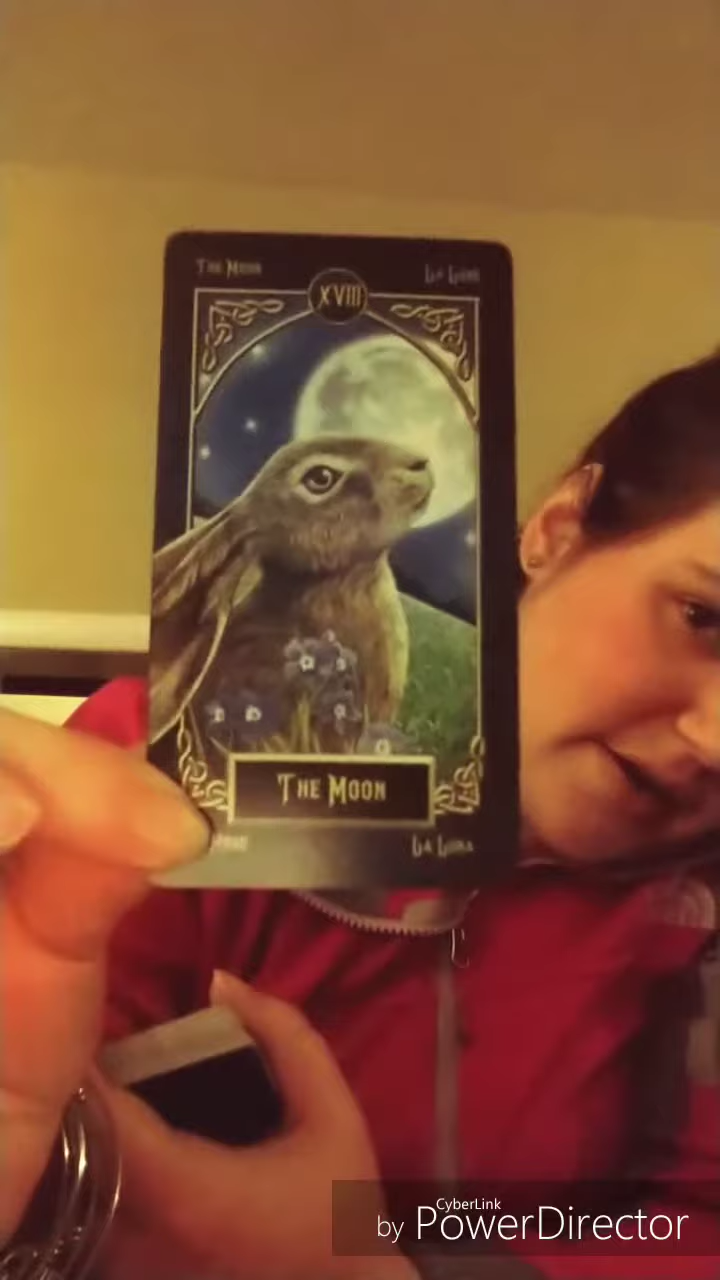 THE MOON
LA LUNA
XVIII
THE MOON
LA LUNA
CyberLink
by PowerDirector